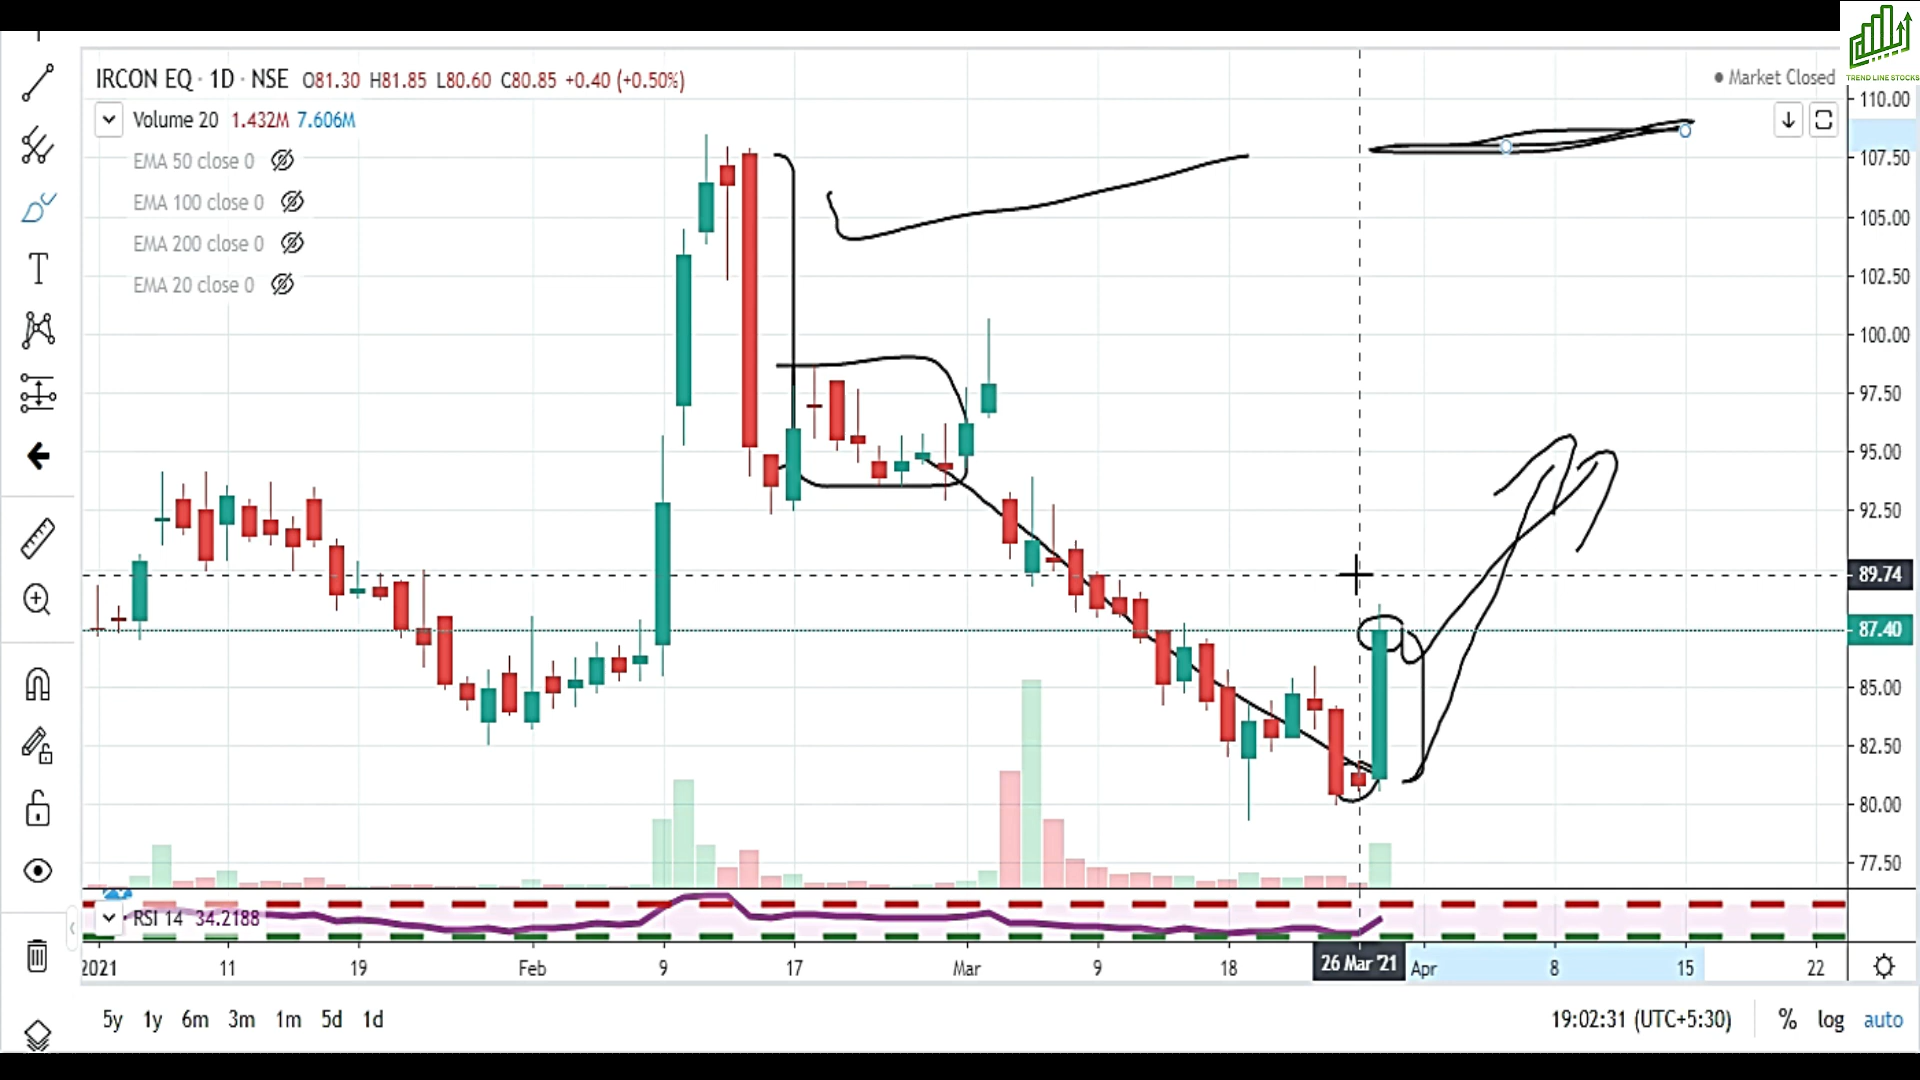 TREND LINE STOCKS
IRCON EQ · 1D · NSE O81.30 H81.85 L80.60 C80.85 +0.40 (+0.50%)
Market Closed
Volume 20 1.432M 7.606M
EMA 50 close 0
EMA 100 close 0
EMA 200 close 0
EMA 20 close 0
110.00
107.50
105.00
102.50
100.00
97.50
95.00
92.50
89.74
87.40
85.00
82.50
80.00
77.50
RSI 14 34.2188
2021 11 19 Feb 9 17 Mar 9 18 26 Mar '21 Apr 8 15 22
5y 1y 6m 3m 1m 5d 1d 19:02:31 (UTC+5:30) % log auto